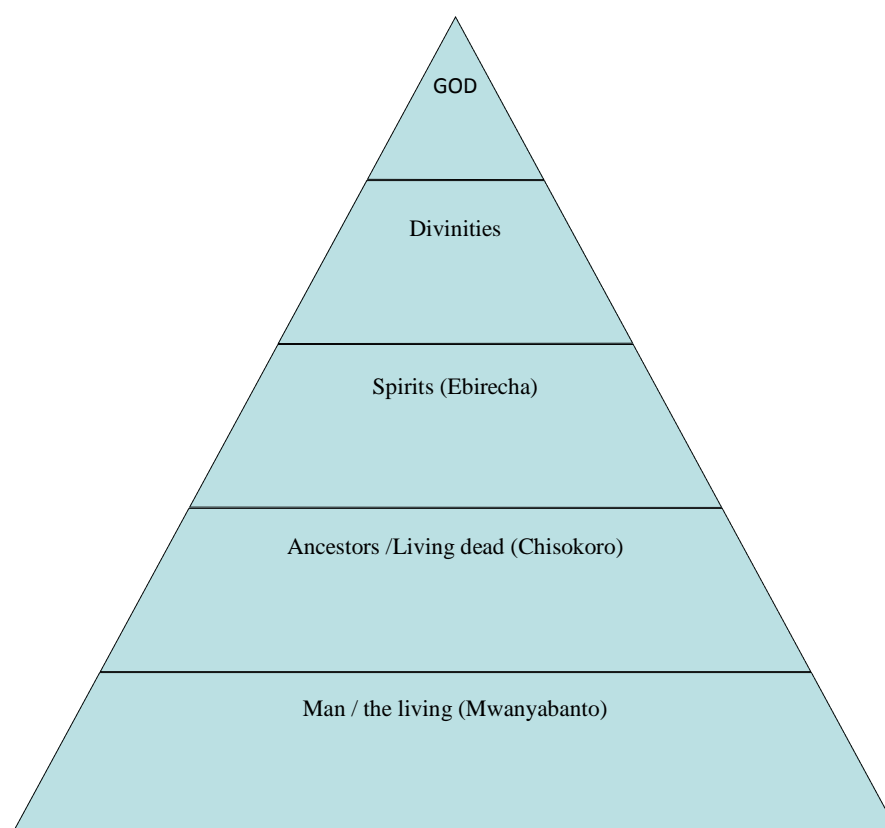 GOD
Divinities
Spirits (Ebirecha)
Ancestors /Living dead (Chisokoro)
Man / the living (Mwanyabanto)